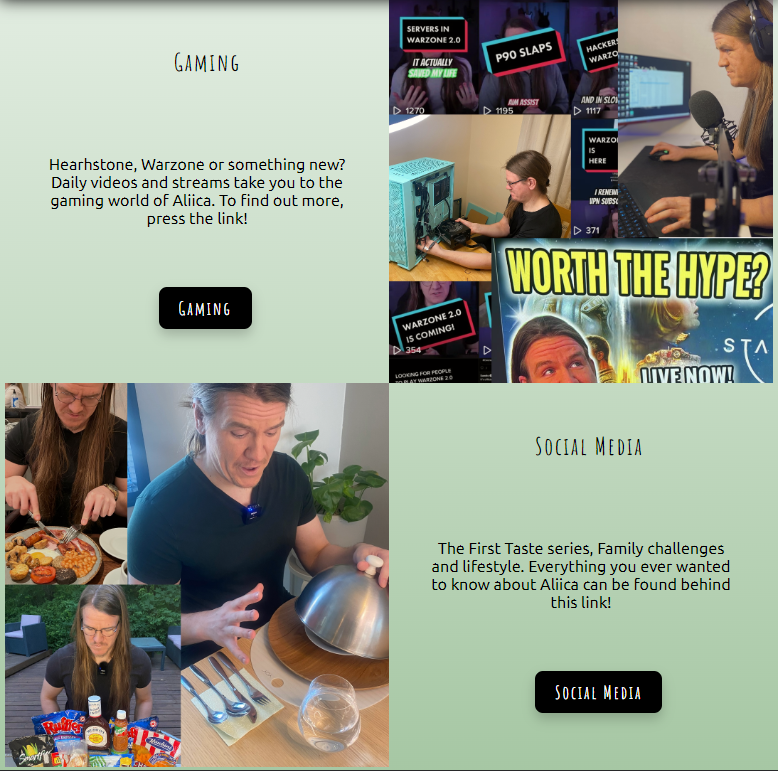 Gaming
Hearhstone, Warzone or something new?
Daily videos and streams take you to the
gaming world of Aliica. To find out more,
press the link!
Gaming
SERVERS IN
WARZONE 2.0
IT ACTUALLY
SAVED MY LIFE
1270
P90 SLAPS
AIM ASSIST
1195
HACKERS
WARZO
AND IN SLO
1117
WARZO
IS
HERE
I RENEW
VPN SUBSC
371
WARZONE 2.0
IS COMING!
354
LOOKING FOR PEOPLE
TO PLAY WARZONE 2.0
WORTH THE HYPE?
STA
LIVE NOW!
Social Media
The First Taste series, Family challenges
and lifestyle. Everything you ever wanted
to know about Aliica can be found behind
this link!
Social Media